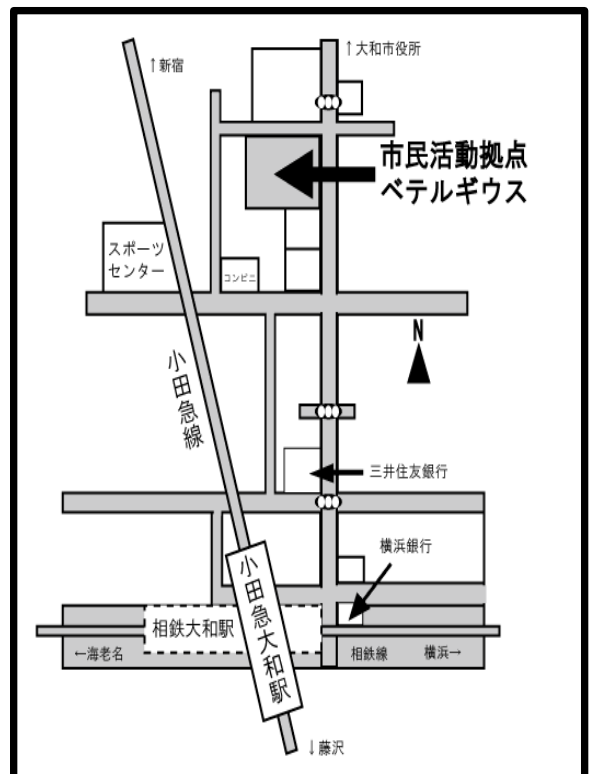 ↑新宿
↑大和市役所
市民活動拠点
ベテルギウス
スポーツ
センター
コンビニ
N
小田急線
三井住友銀行
横浜銀行
小田急大和駅
相鉄大和駅
←海老名
相鉄線
横浜→
↓藤沢